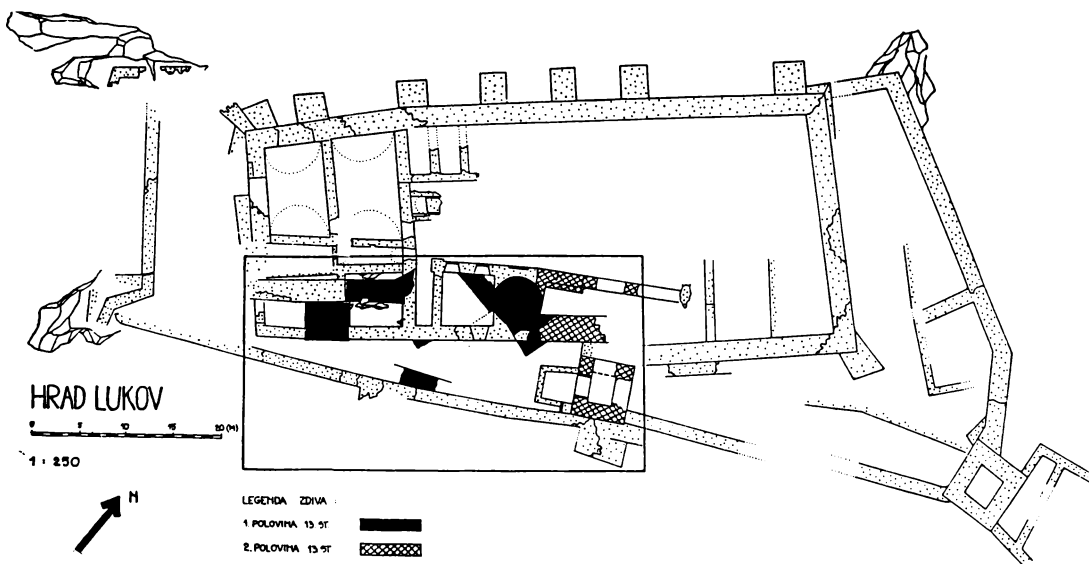 HRAD LUKOV
0 5 10 15 20 (M)
1 : 250
N
LEGENDA ZDIVA :
1. POLOVINA 13 ST
2. POLOVINA 13 ST